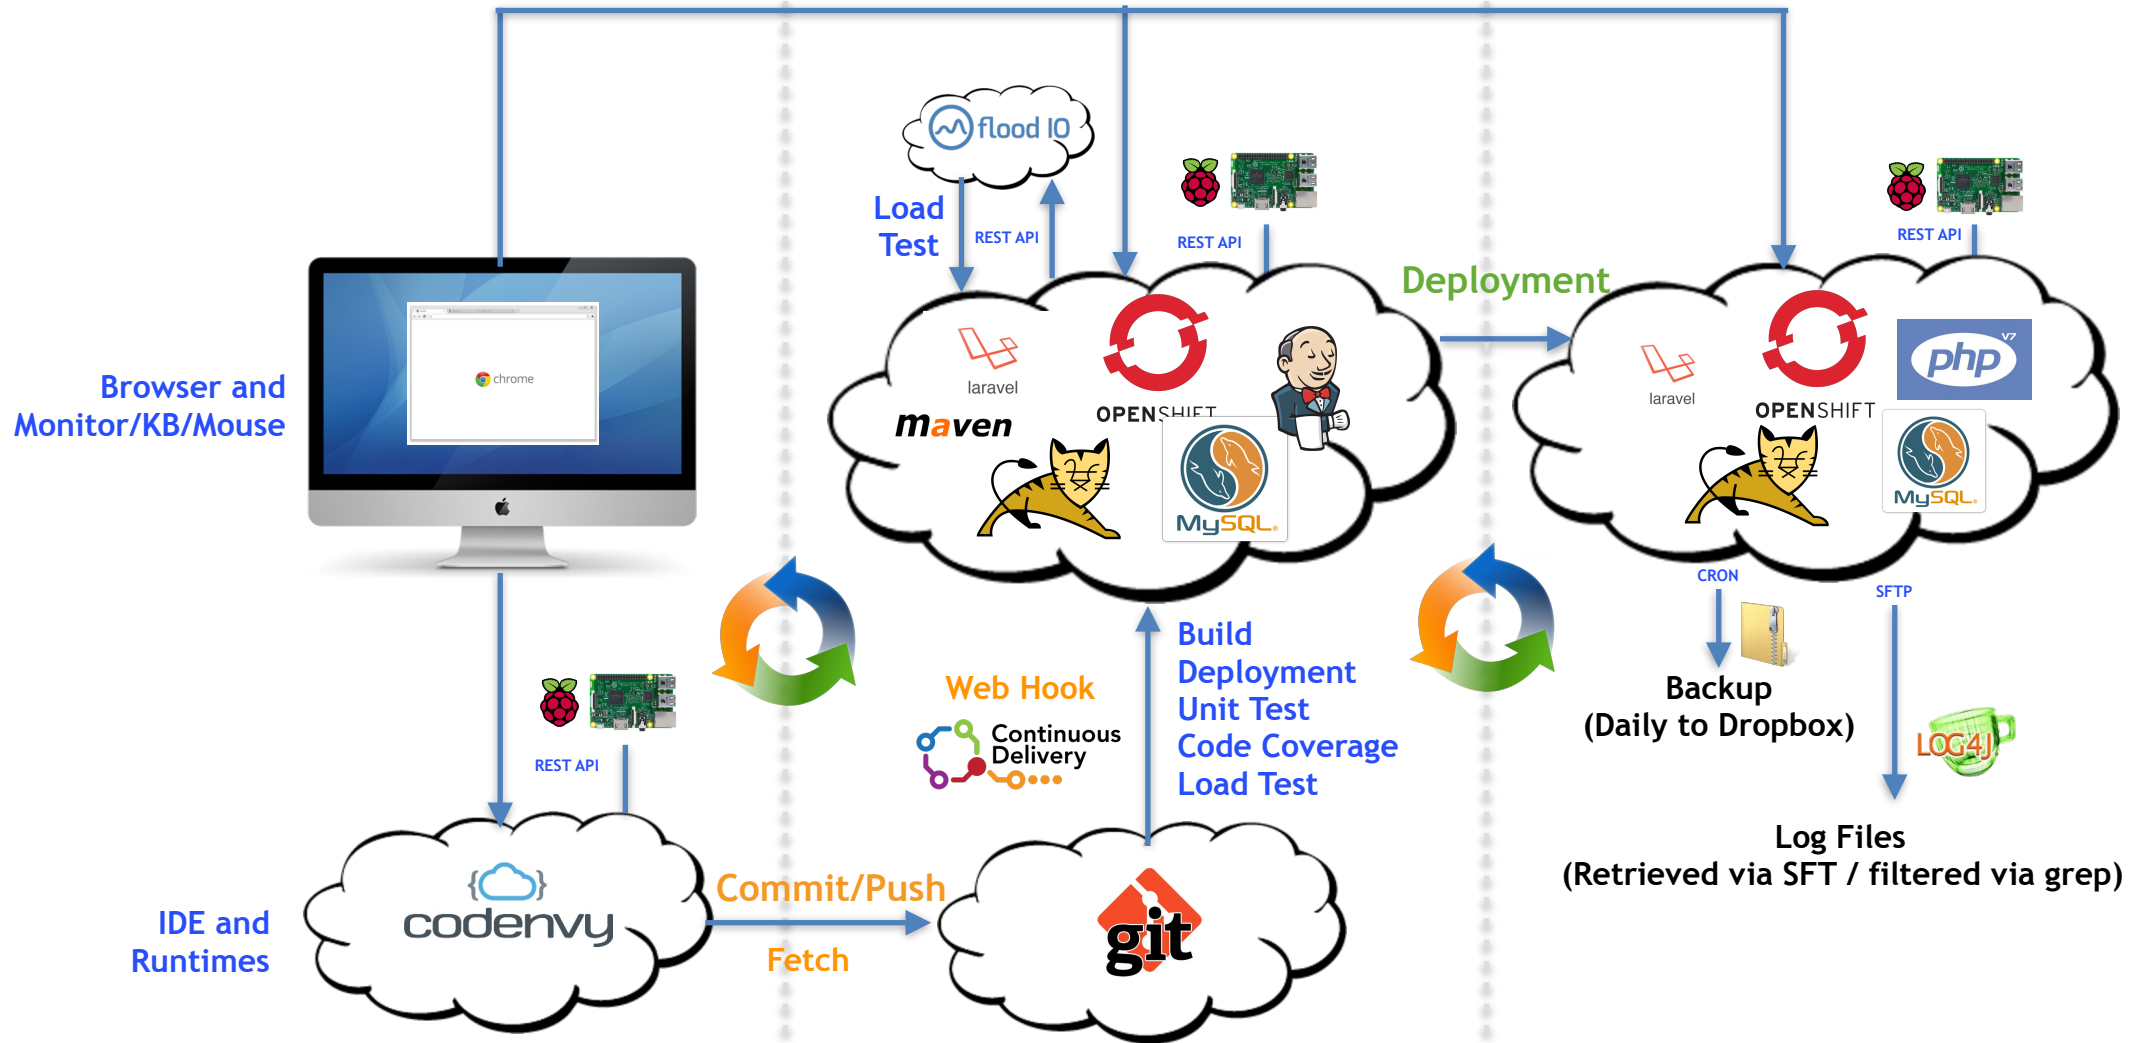 flood IO
Load
Test
REST API
REST API
REST API
Deployment
Browser and
Monitor/KB/Mouse
chrome
laravel
maven
OPENSHIFT
MySQL
laravel
OPENSHIFT
php
V7
MySQL
CRON
SFTP
Build
Deployment
Unit Test
Code Coverage
Load Test
Web Hook
Continuous
Delivery
Backup
(Daily to Dropbox)
LOG4J
REST API
Log Files
(Retrieved via SFT / filtered via grep)
IDE and
Runtimes
{ }
codenvy
Commit/Push
Fetch
git